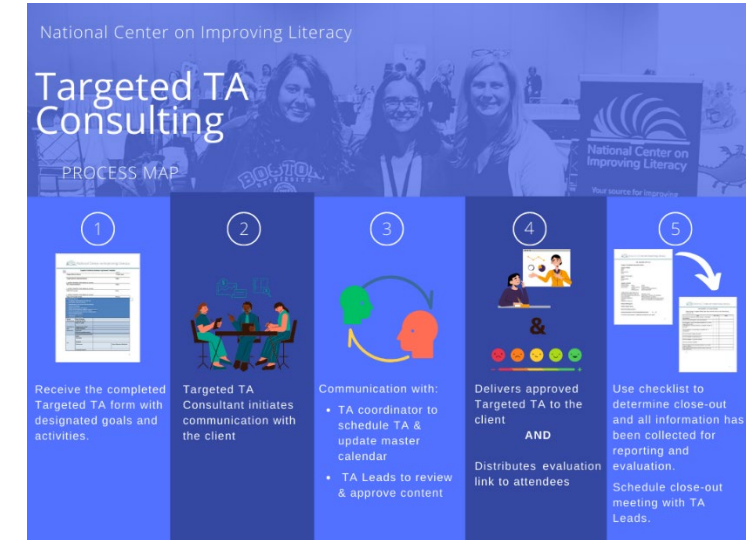 National Center on Improving Literacy
Targeted TA
Consulting
PROCESS MAP
BOSTON
National Center on
Improving Literacy
Your source for improving
1
Receive the completed
Targeted TA form with
designated goals and
activities.
2
Targeted TA
Consultant initiates
communication with
the client
3
Communication with:
• TA coordinator to
schedule TA &
update master
calendar
• TA Leads to review
& approve content
4
&
Delivers approved
Targeted TA to the
client
AND
Distributes evaluation
link to attendees
5
Use checklist to
determine close-out
and all information has
been collected for
reporting and
evaluation.
Schedule close-out
meeting with TA
Leads.